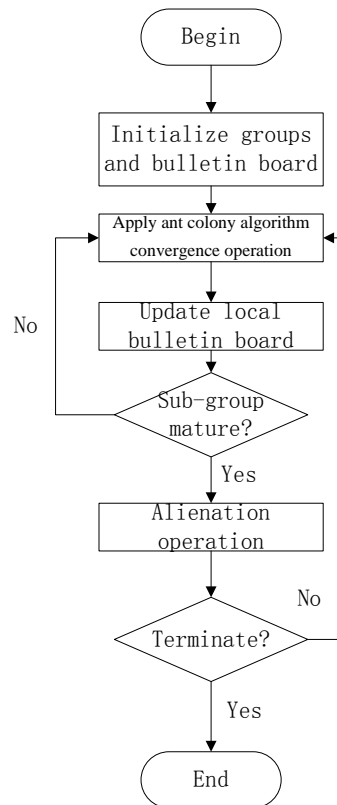 Begin
Initialize groups
and bulletin board
Apply ant colony algorithm
convergence operation
Update local
bulletin board
No
Sub-group
mature?
Yes
Alienation
operation
No
Terminate?
Yes
End